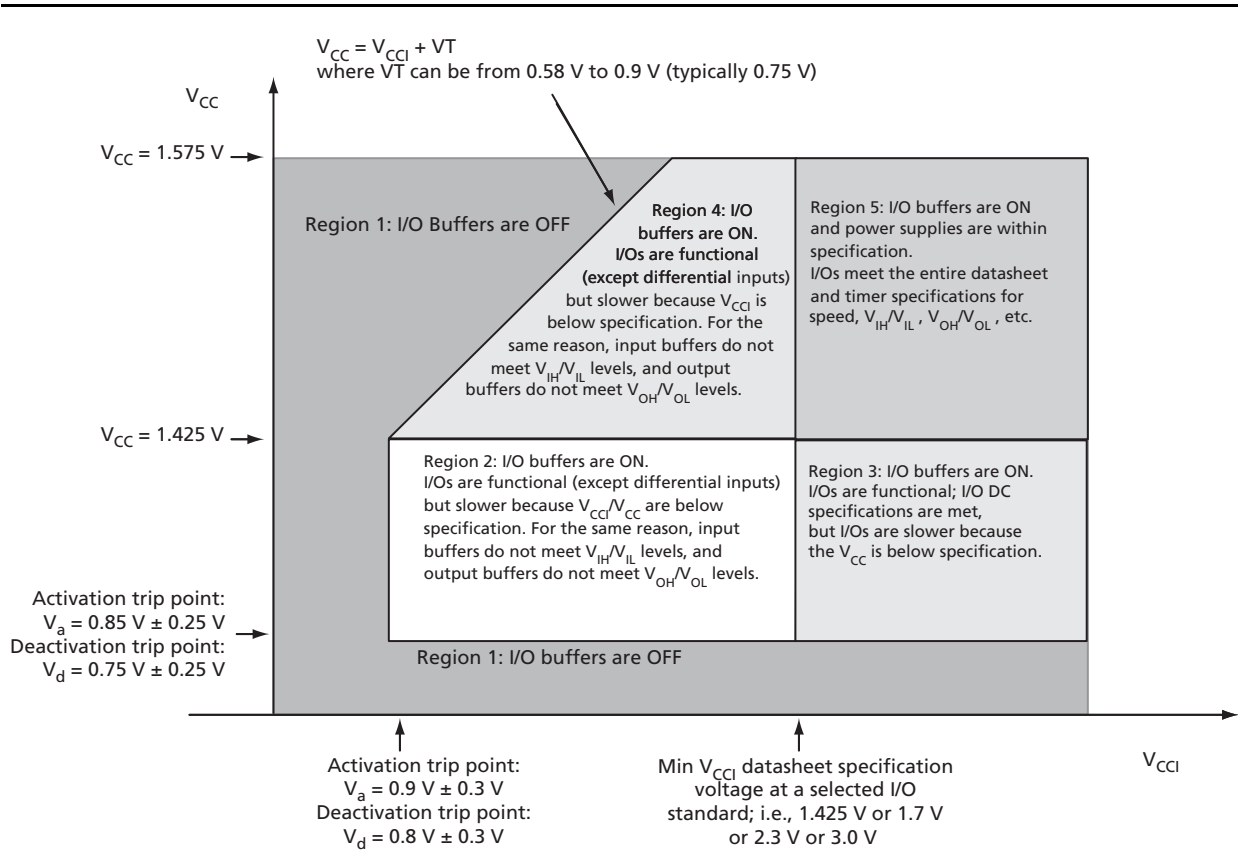 V_CC = V_CCI + VT
where VT can be from 0.58 V to 0.9 V (typically 0.75 V)
V_CC
V_CC = 1.575 V
Region 1: I/O Buffers are OFF
Region 4: I/O
buffers are ON.
I/Os are functional
(except differential inputs)
but slower because V_CCI is
below specification. For the
same reason, input buffers do not
meet V_IH/V_IL levels, and output
buffers do not meet V_OH/V_OL levels.
Region 5: I/O buffers are ON
and power supplies are within
specification.
I/Os meet the entire datasheet
and timer specifications for
speed, V_IH/V_IL , V_OH/V_OL , etc.
V_CC = 1.425 V
Region 2: I/O buffers are ON.
I/Os are functional (except differential inputs)
but slower because V_CCI/V_CC are below
specification. For the same reason, input
buffers do not meet V_IH/V_IL levels, and
output buffers do not meet V_OH/V_OL levels.
Region 3: I/O buffers are ON.
I/Os are functional; I/O DC
specifications are met,
but I/Os are slower because
the V_CC is below specification.
Activation trip point:
V_a = 0.85 V ± 0.25 V
Deactivation trip point:
V_d = 0.75 V ± 0.25 V
Region 1: I/O buffers are OFF
Activation trip point:
V_a = 0.9 V ± 0.3 V
Deactivation trip point:
V_d = 0.8 V ± 0.3 V
Min V_CCI datasheet specification
voltage at a selected I/O
standard; i.e., 1.425 V or 1.7 V
or 2.3 V or 3.0 V
V_CCI